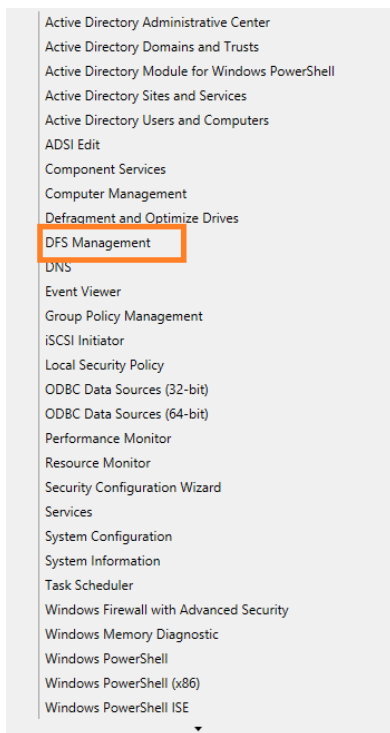 Active Directory Administrative Center
Active Directory Domains and Trusts
Active Directory Module for Windows PowerShell
Active Directory Sites and Services
Active Directory Users and Computers
ADSI Edit
Component Services
Computer Management
Defragment and Optimize Drives
DFS Management
DNS
Event Viewer
Group Policy Management
iSCSI Initiator
Local Security Policy
ODBC Data Sources (32-bit)
ODBC Data Sources (64-bit)
Performance Monitor
Resource Monitor
Security Configuration Wizard
Services
System Configuration
System Information
Task Scheduler
Windows Firewall with Advanced Security
Windows Memory Diagnostic
Windows PowerShell
Windows PowerShell (x86)
Windows PowerShell ISE